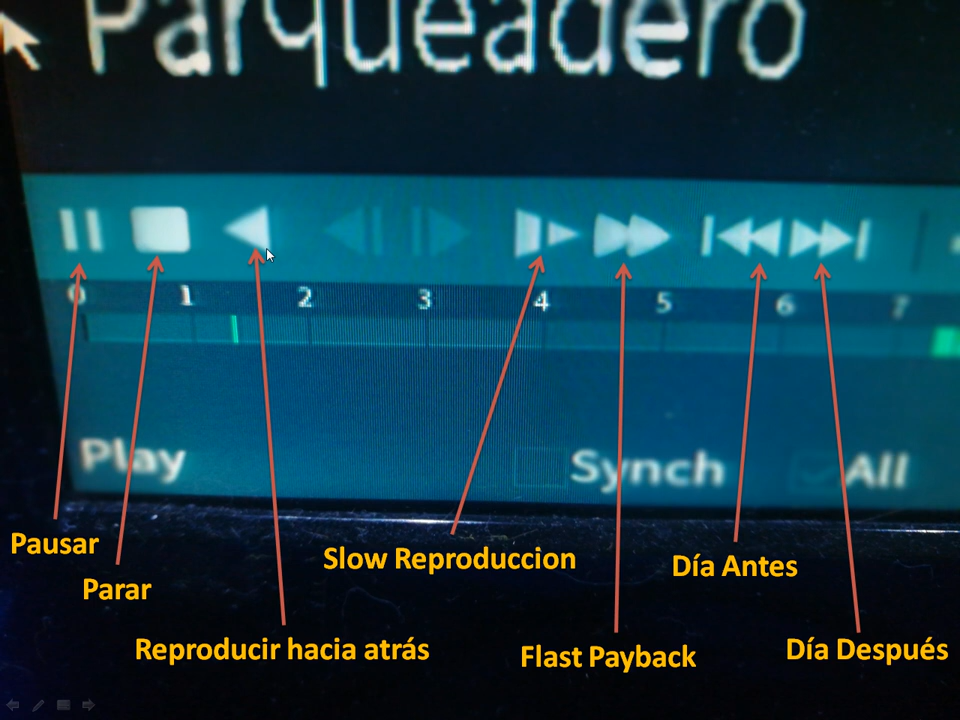 Parqueadero
0 1 2 3 4 5 6 7
Play Synch All
Pausar
Parar
Reproducir hacia atrás
Slow Reproduccion
Flast Payback
Día Antes
Día Después